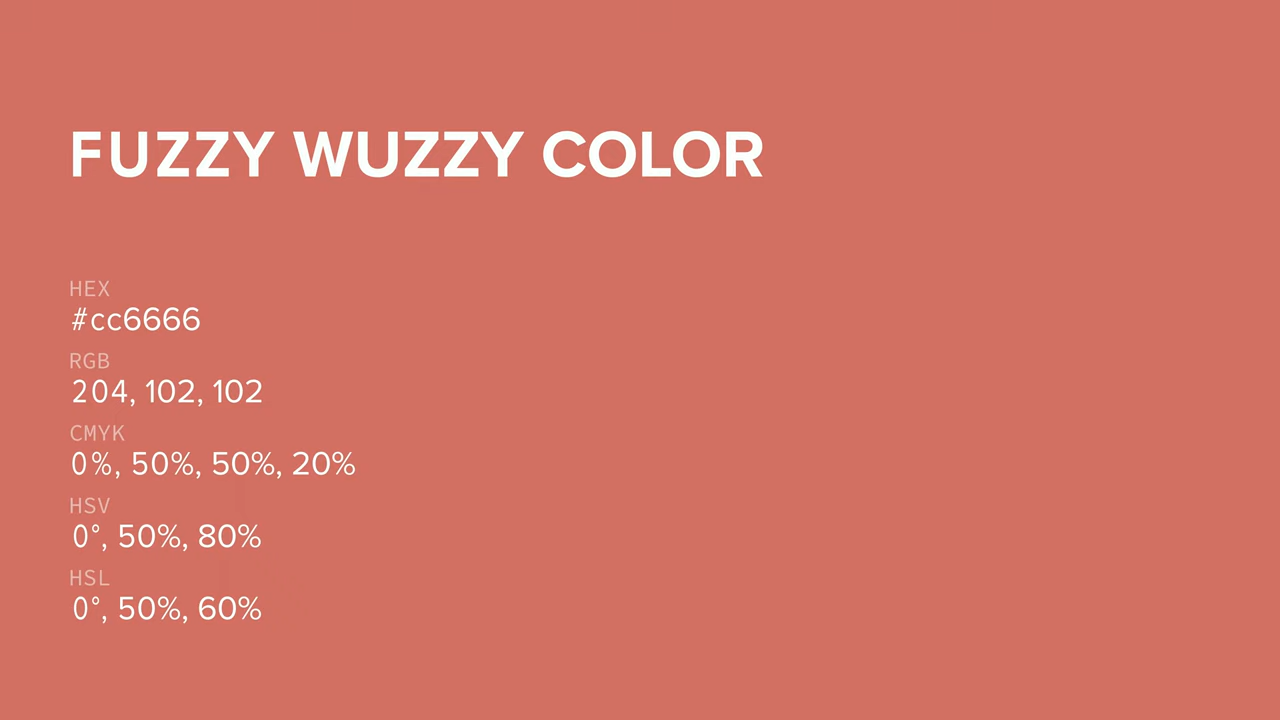 FUZZY WUZZY COLOR
HEX
#cc6666
RGB
204, 102, 102
CMYK
0%, 50%, 50%, 20%
HSV
0°, 50%, 80%
HSL
0°, 50%, 60%